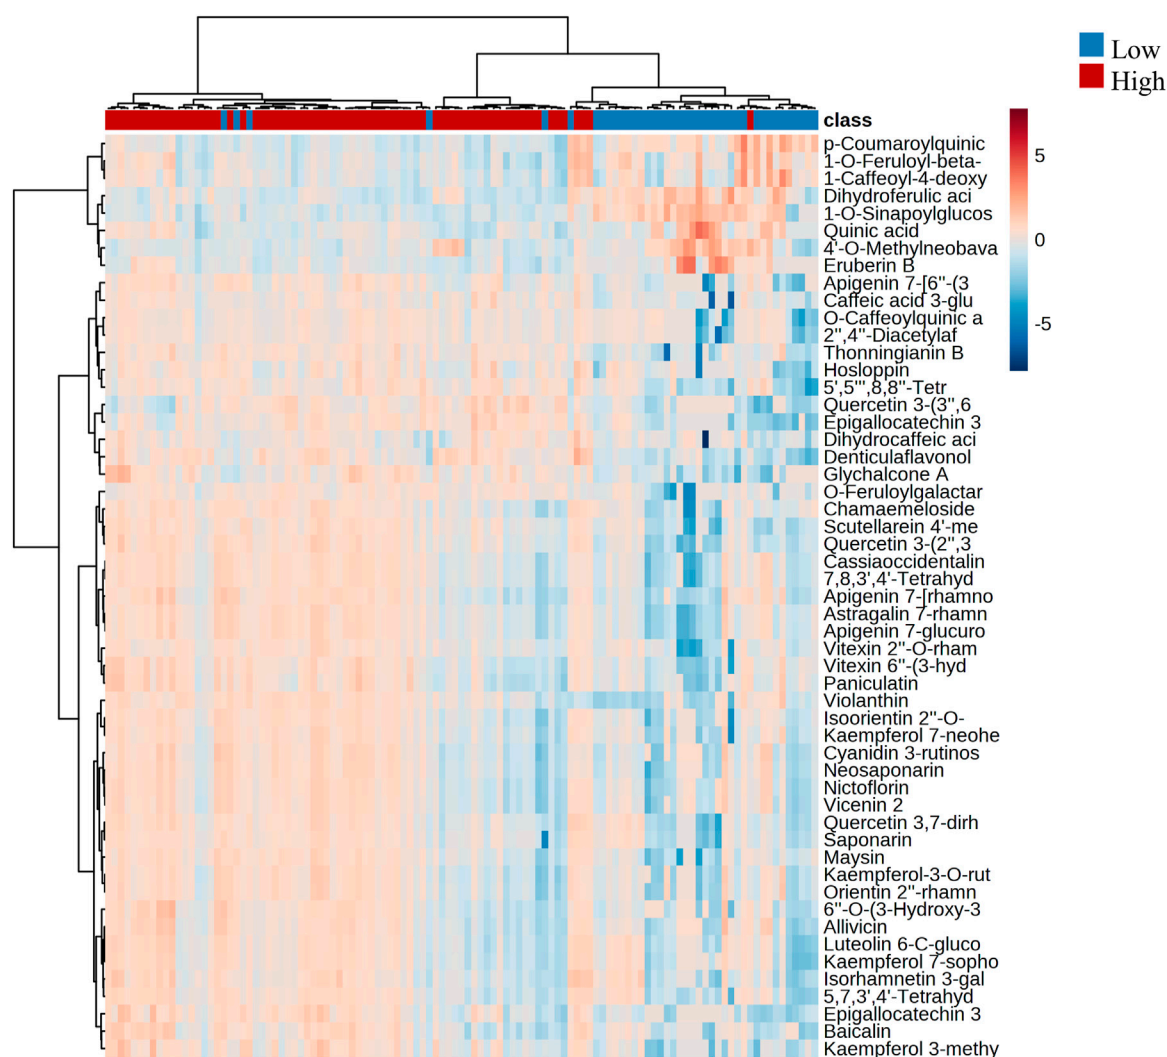 Low
High
class
p-Coumaroylquinic
1-O-Feruloyl-beta-
1-Caffeoyl-4-deoxy
Dihydroferulic aci
1-O-Sinapoylglucos
Quinic acid
4'-O-Methylneobava
Eruberin B
Apigenin 7-[6''-(3
Caffeic acid 3-glu
O-Caffeoylquinic a
2'',4''-Diacetylaf
Thonningianin B
Hosloppin
5',5''',8,8''-Tetr
Quercetin 3-(3'',6
Epigallocatechin 3
Dihydrocaffeic aci
Denticulaflavonol
Glychalcone A
O-Feruloylgalactar
Chamaemeloside
Scutellarein 4'-me
Quercetin 3-(2'',3
Cassiaoccidentalin
7,8,3',4'-Tetrahyd
Apigenin 7-[rhamno
Astragalin 7-rhamn
Apigenin 7-glucuro
Vitexin 2''-O-rham
Vitexin 6''-(3-hyd
Paniculatin
Violanthin
Isoorientin 2''-O-
Kaempferol 7-neohe
Cyanidin 3-rutinos
Neosaponarin
Nictoflorin
Vicenin 2
Quercetin 3,7-dirh
Saponarin
Maysin
Kaempferol-3-O-rut
Orientin 2''-rhamn
6''-O-(3-Hydroxy-3
Allivicin
Luteolin 6-C-gluco
Kaempferol 7-sopho
Isorhamnetin 3-gal
5,7,3',4'-Tetrahyd
Epigallocatechin 3
Baicalin
Kaempferol 3-methy
5
0
-5